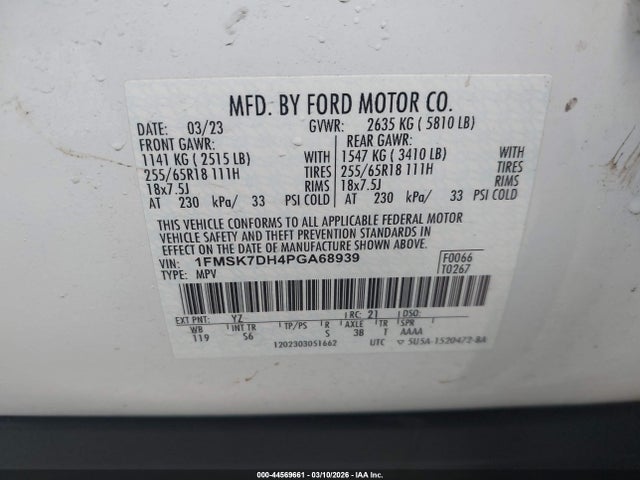 MFD. BY FORD MOTOR CO.
DATE: 03/23 GVWR: 2635 KG ( 5810 LB)
FRONT GAWR: REAR GAWR:
1141 KG ( 2515 LB) WITH 1547 KG ( 3410 LB) WITH
255/65R18 111H TIRES 255/65R18 111H TIRES
18x7.5J RIMS 18x7.5J RIMS
AT 230 kPa/ 33 PSI COLD AT 230 kPa/ 33 PSI COLD
THIS VEHICLE CONFORMS TO ALL APPLICABLE FEDERAL MOTOR
VEHICLE SAFETY AND THEFT PREVENTION STANDARDS IN
EFFECT ON THE DATE OF MANUFACTURE SHOWN ABOVE.
VIN: 1FMSK7DH4PGA68939 F0066
TYPE: MPV T0267
EXT PNT: YZ RC: 21 DSO:
WB INT TR TP/PS R AXLE TR SPR
119 S6 S 3B T AAAA
1202303051662 UTC ▽ 5U5A-1520472-BA
000-44569661 - 03/10/2026 - IAA Inc.